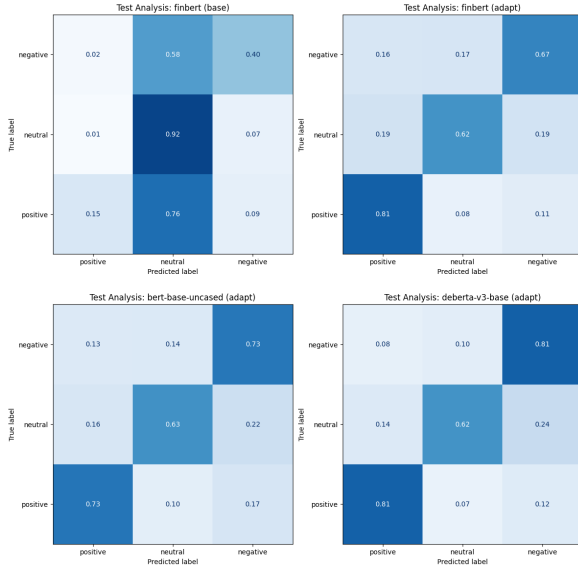 Test Analysis: finbert (base)
True label
negative
0.02 0.58 0.40
neutral
0.01 0.92 0.07
positive
0.15 0.76 0.09
positive neutral negative
Predicted label
Test Analysis: finbert (adapt)
True label
negative
0.16 0.17 0.67
neutral
0.19 0.62 0.19
positive
0.81 0.08 0.11
positive neutral negative
Predicted label
Test Analysis: bert-base-uncased (adapt)
True label
negative
0.13 0.14 0.73
neutral
0.16 0.63 0.22
positive
0.73 0.10 0.17
positive neutral negative
Predicted label
Test Analysis: deberta-v3-base (adapt)
True label
negative
0.08 0.10 0.81
neutral
0.14 0.62 0.24
positive
0.81 0.07 0.12
positive neutral negative
Predicted label